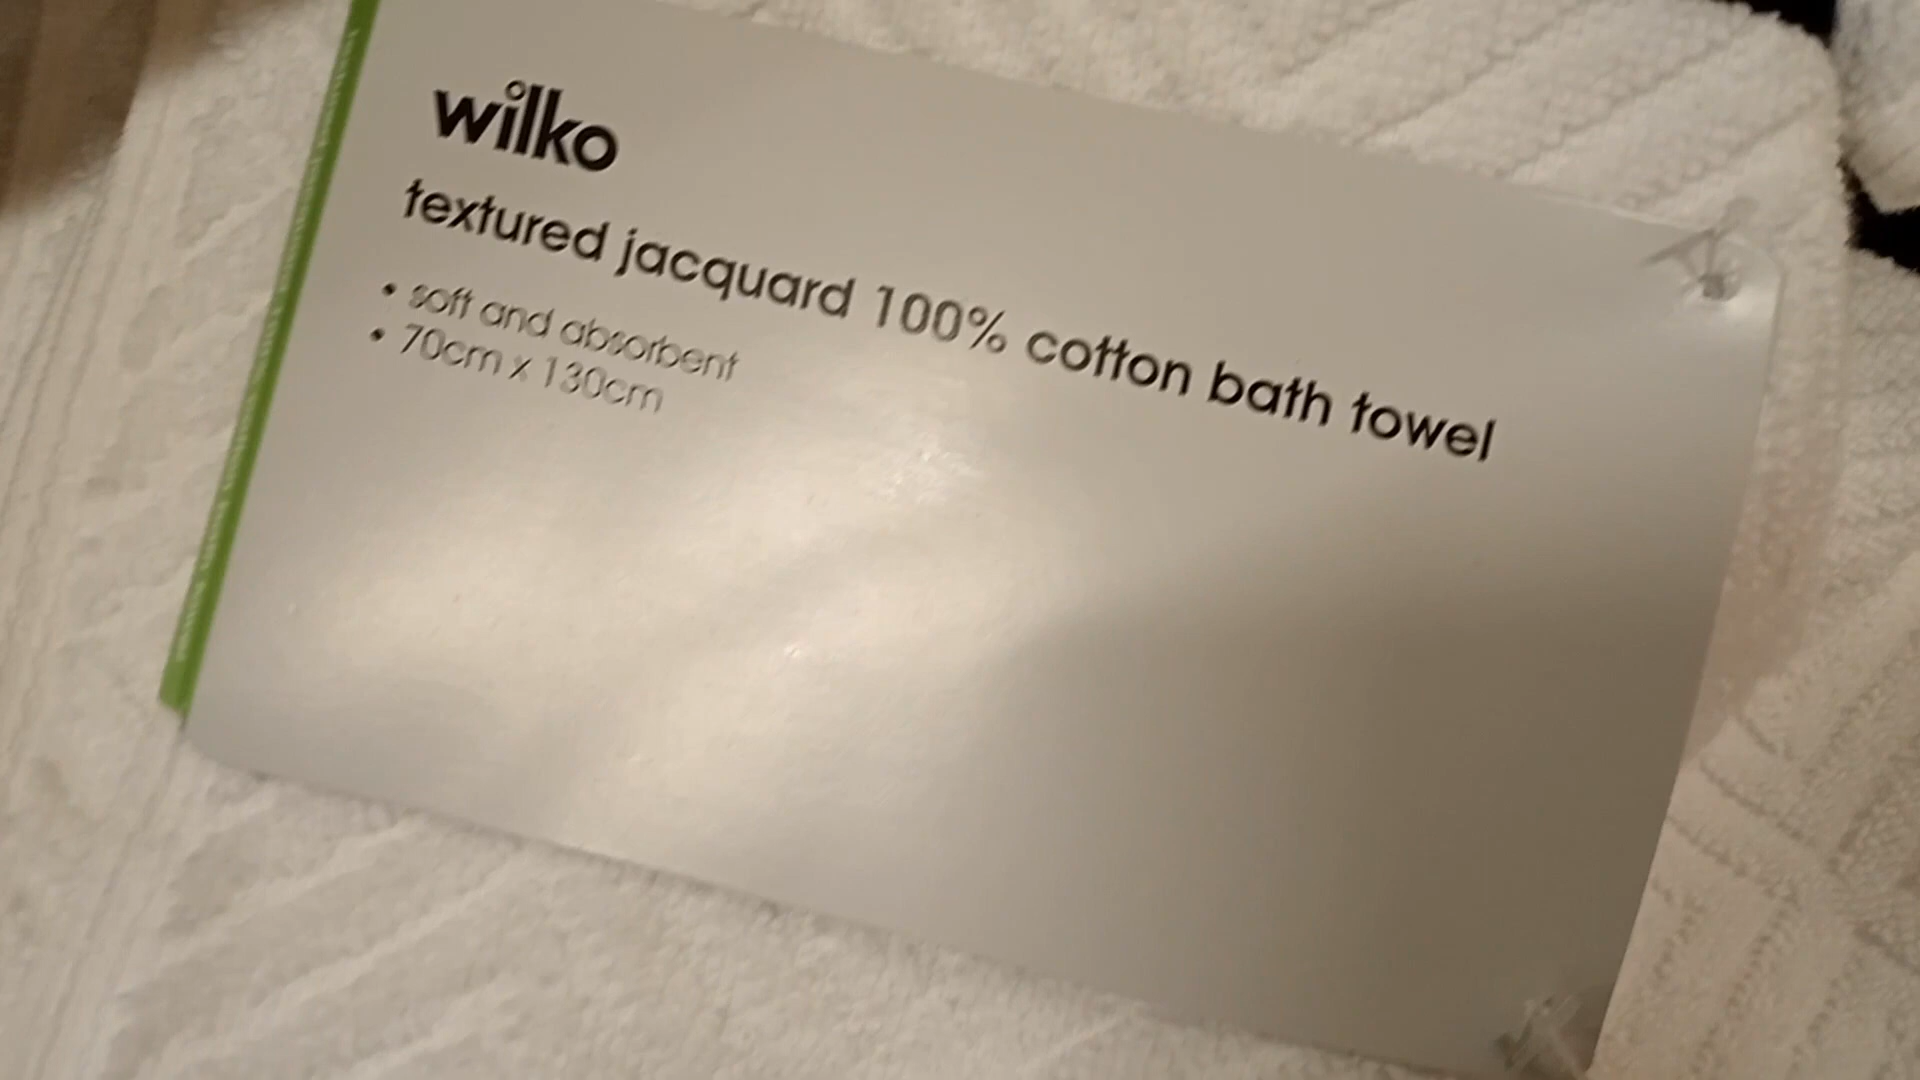 wilko
textured jacquard 100% cotton bath towel
• soft and absorbent
• 70cm x 130cm